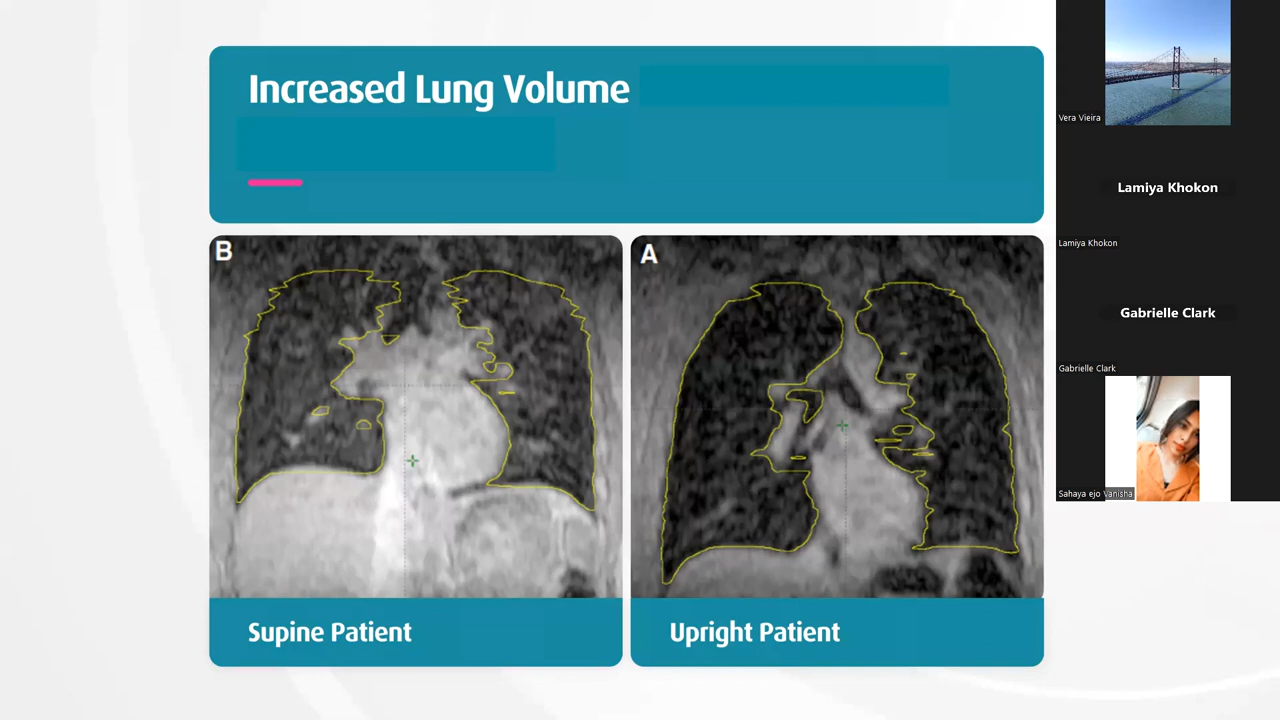 Increased Lung Volume
B
A
Supine Patient
Upright Patient
Vera Vieira
Lamiya Khokon
Lamiya Khokon
Gabrielle Clark
Gabrielle Clark
Sahaya ejo Vanisha